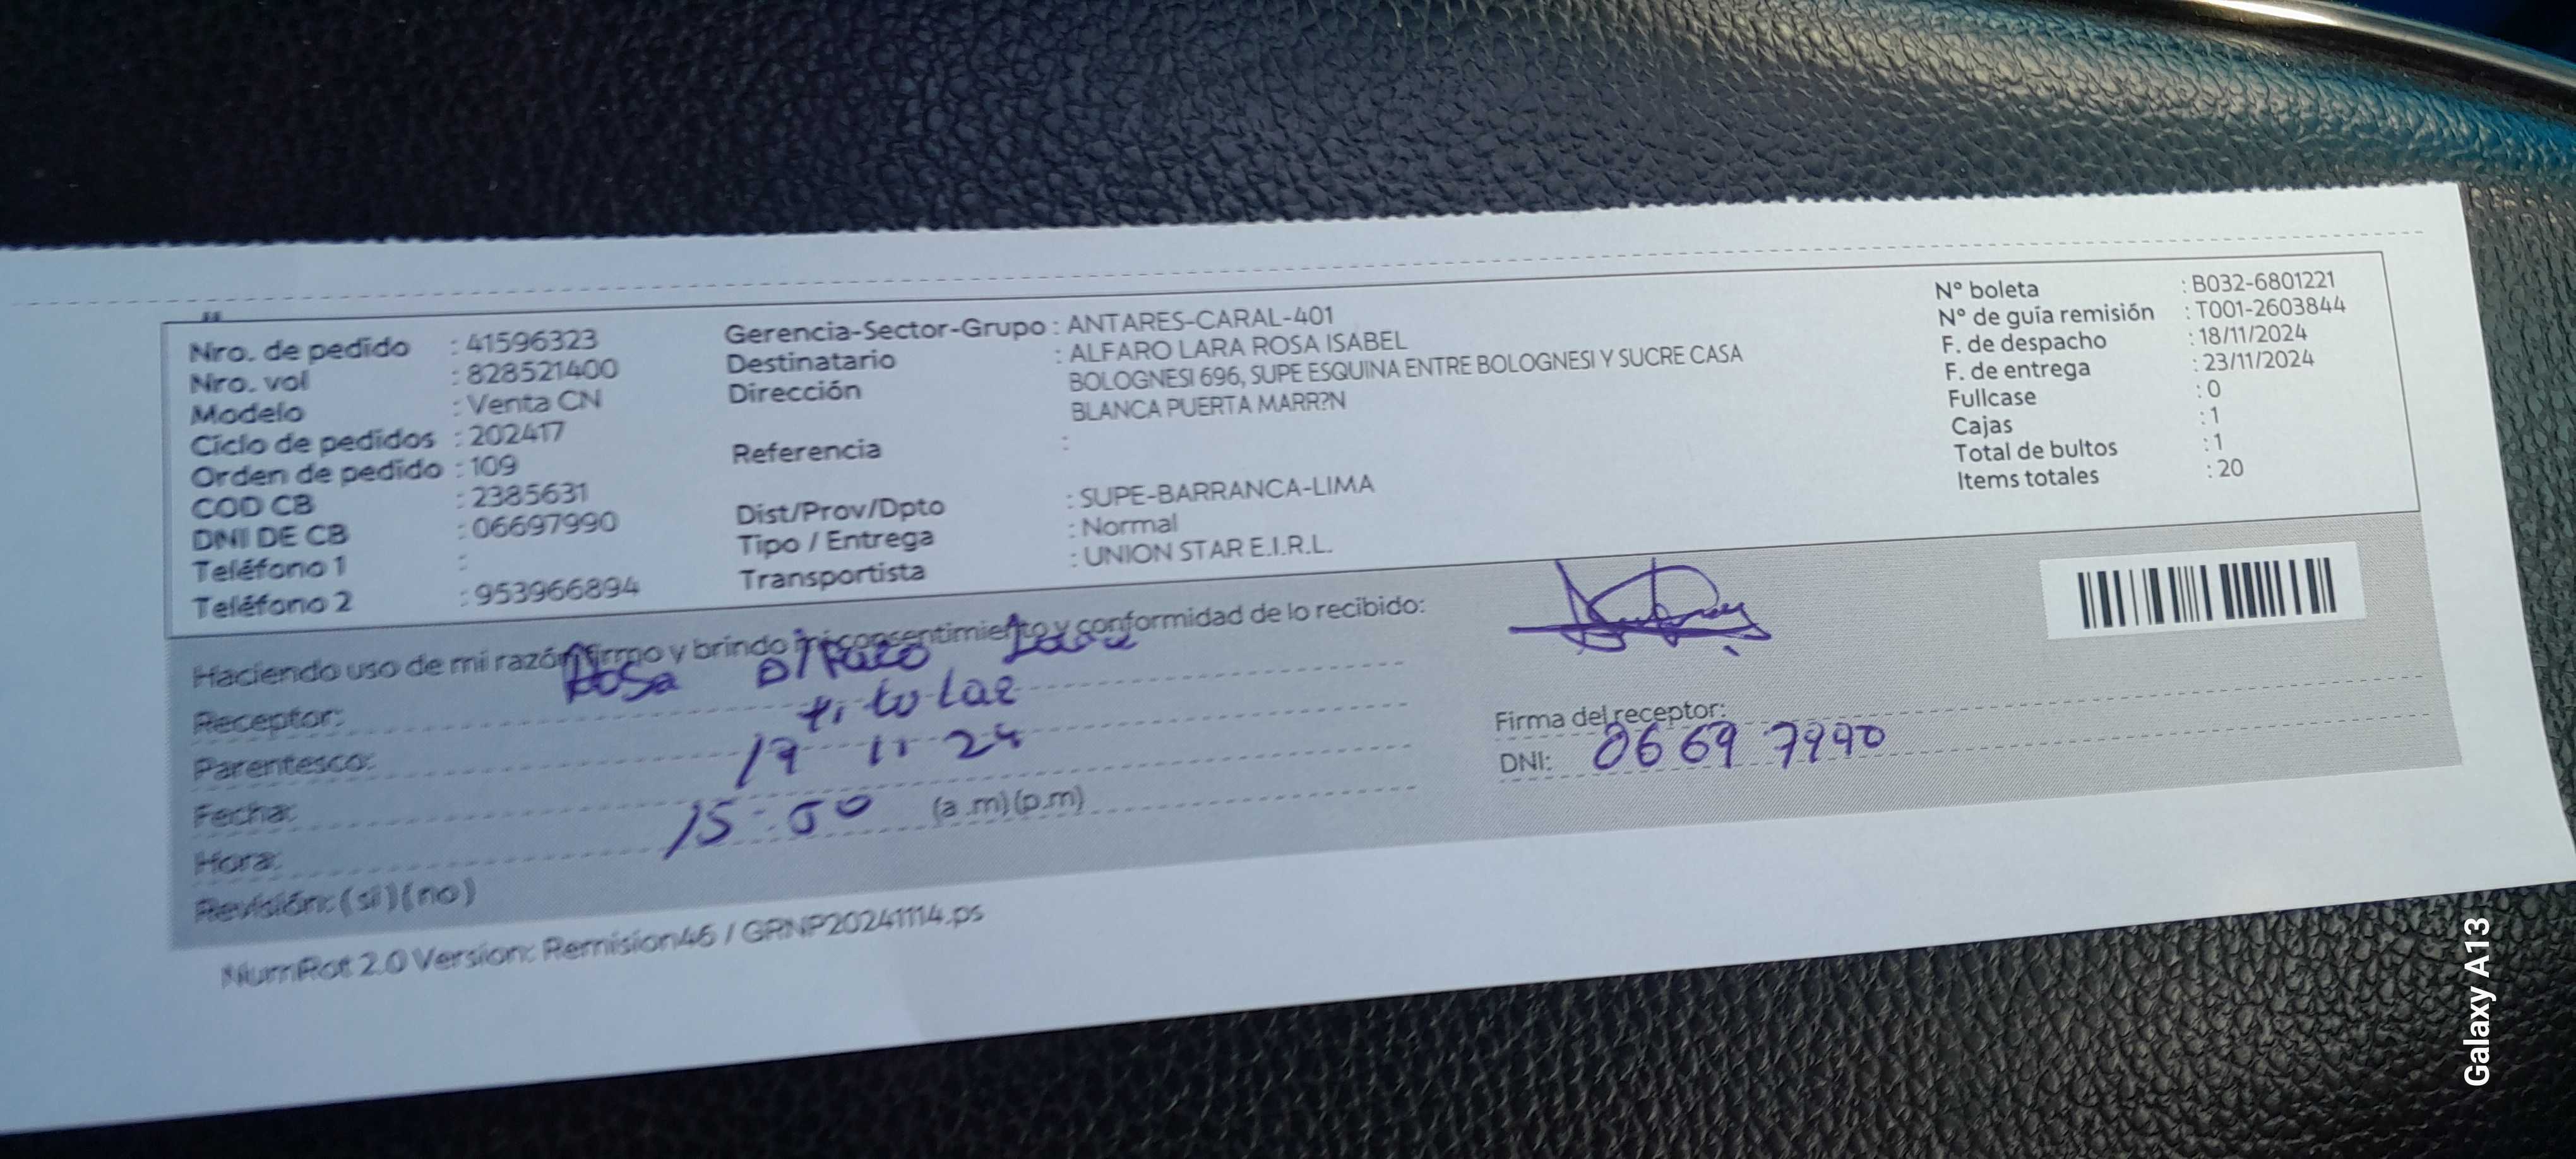 Nro. de pedido : 41596323
Nro. vol : 828521400
Modelo : Venta CN
Ciclo de pedidos : 202417
Orden de pedido : 109
COD CB : 2385631
DNI DE CB : 06697990
Teléfono 1 :
Teléfono 2 : 953966894
Gerencia-Sector-Grupo : ANTARES-CARAL-401
Destinatario : ALFARO LARA ROSA ISABEL
Dirección BOLOGNESI 696, SUPE ESQUINA ENTRE BOLOGNESI Y SUCRE CASA
BLANCA PUERTA MARR?N
Referencia :
Dist/Prov/Dpto : SUPE-BARRANCA-LIMA
Tipo / Entrega : Normal
Transportista : UNION STAR E.I.R.L.
N° boleta : B032-6801221
N° de guía remisión : T001-2603844
F. de despacho : 18/11/2024
F. de entrega : 23/11/2024
Fullcase : 0
Cajas : 1
Total de bultos : 1
Items totales : 20
Haciendo uso de mi razón firmo y brindo mi consentimiento y conformidad de lo recibido:
Receptor: Rosa Alfaro Lara
Parentesco: titular
Fecha: 19 11 24
Hora: 15:00 (a.m)(p.m)
Revisión: (si)(no)
Firma del receptor:
DNI: 06697990
NumRot 2.0 Version: Remision46 / GRNP20241114.ps
Galaxy A13